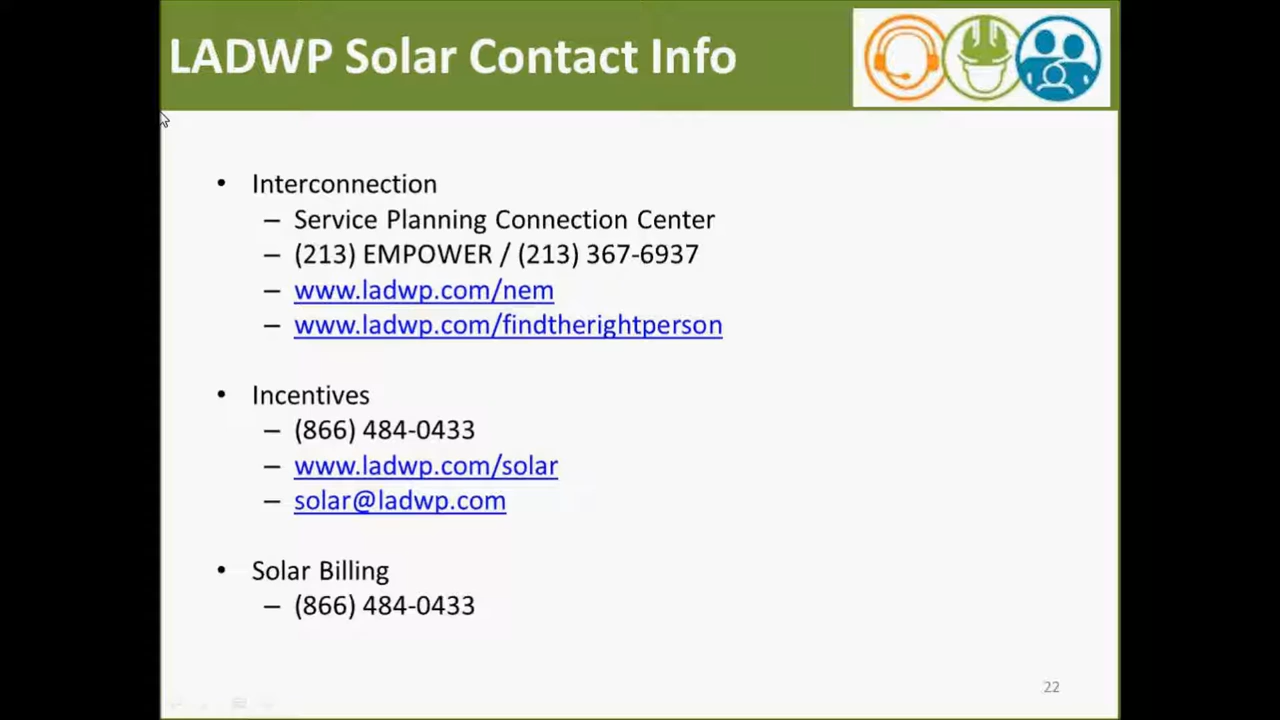 LADWP Solar Contact Info
• Interconnection
– Service Planning Connection Center
– (213) EMPOWER / (213) 367-6937
– www.ladwp.com/nem
– www.ladwp.com/findtherightperson
• Incentives
– (866) 484-0433
– www.ladwp.com/solar
– solar@ladwp.com
• Solar Billing
– (866) 484-0433
22